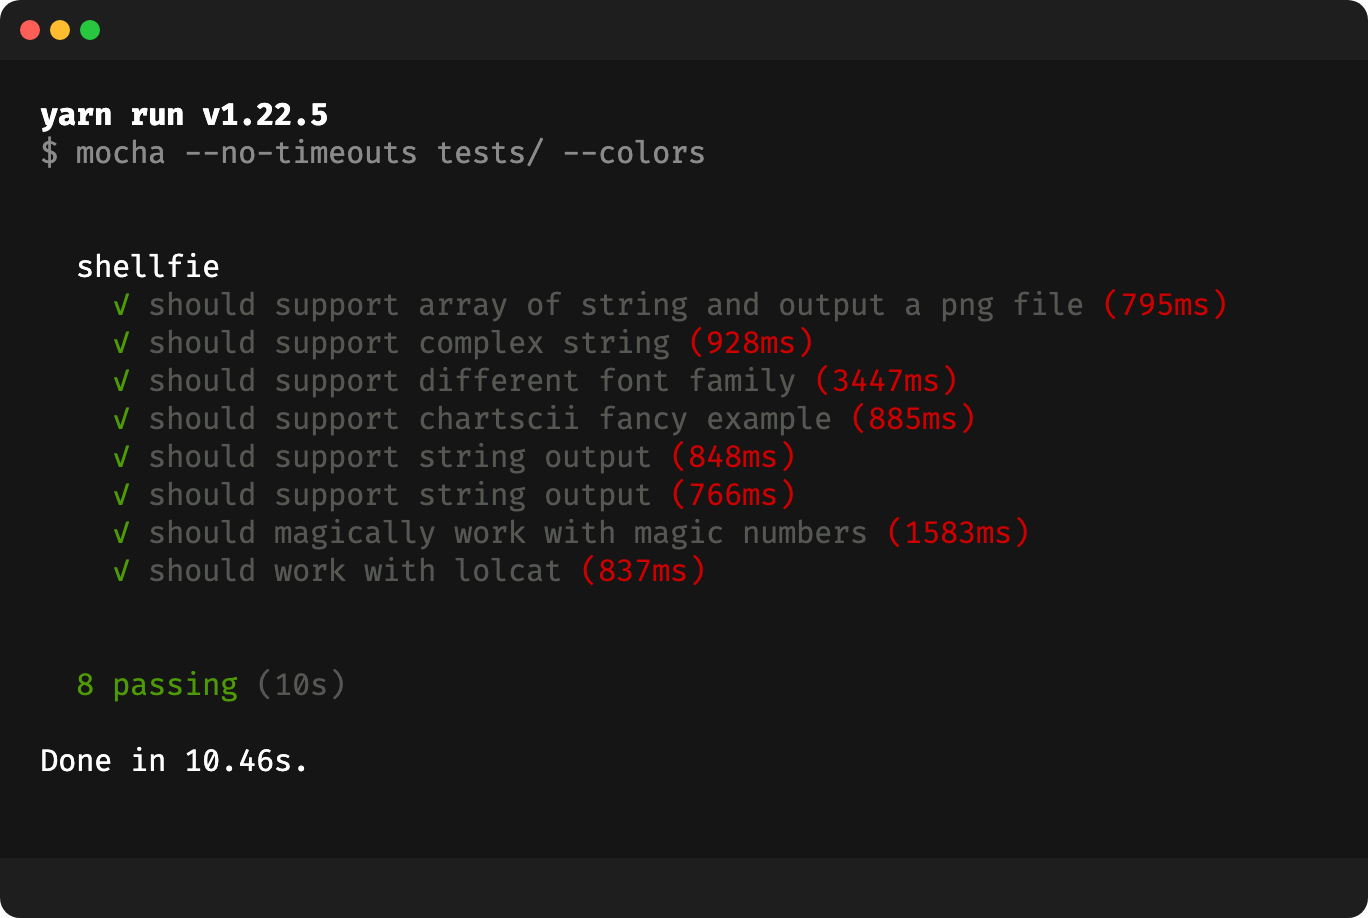 yarn run v1.22.5
$ mocha --no-timeouts tests/ --colors
shellfie
√ should support array of string and output a png file (795ms)
√ should support complex string (928ms)
√ should support different font family (3447ms)
√ should support chartscii fancy example (885ms)
√ should support string output (848ms)
√ should support string output (766ms)
√ should magically work with magic numbers (1583ms)
√ should work with lolcat (837ms)
8 passing (10s)
Done in 10.46s.